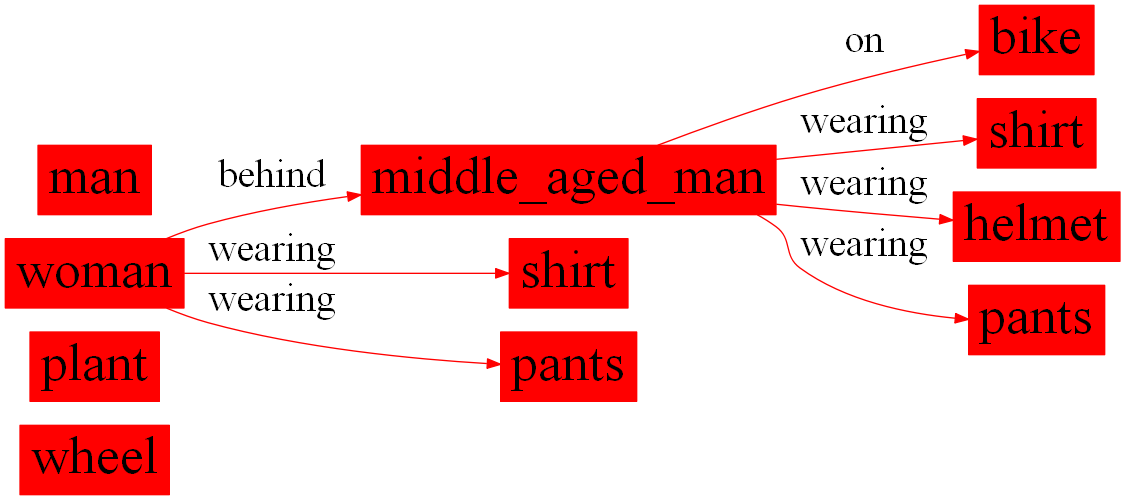 man
woman
plant
wheel
behind
wearing
wearing
middle_aged_man
shirt
pants
on
wearing
wearing
wearing
bike
shirt
helmet
pants